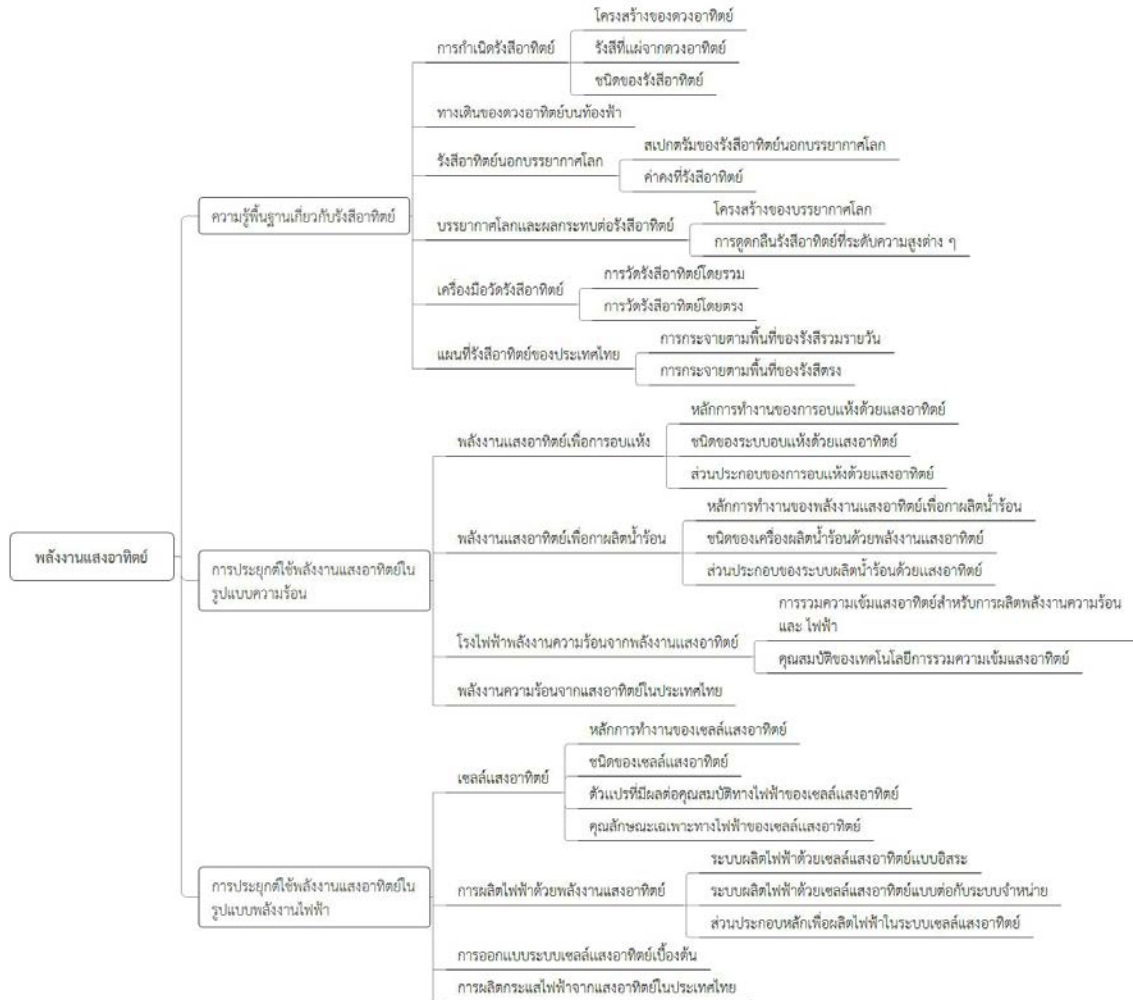 โครงสร้างของดวงอาทิตย์
การกำเนิดรังสีอาทิตย์
รังสีที่แผ่จากดวงอาทิตย์
ชนิดของรังสีอาทิตย์
ทางเดินของดวงอาทิตย์บนท้องฟ้า
สเปกตรัมของรังสีอาทิตย์นอกบรรยากาศโลก
รังสีอาทิตย์นอกบรรยากาศโลก
ค่าคงที่รังสีอาทิตย์
ความรู้พื้นฐานเกี่ยวกับรังสีอาทิตย์
โครงสร้างของบรรยากาศโลก
บรรยากาศโลกและผลกระทบต่อรังสีอาทิตย์
การดูดกลืนรังสีอาทิตย์ที่ระดับความสูงต่าง ๆ
การวัดรังสีอาทิตย์โดยรวม
เครื่องมือวัดรังสีอาทิตย์
การวัดรังสีอาทิตย์โดยตรง
การกระจายตามพื้นที่ของรังสีรวมรายวัน
แผนที่รังสีอาทิตย์ของประเทศไทย
การกระจายตามพื้นที่ของรังสีตรง
หลักการทำงานของการอบแห้งด้วยแสงอาทิตย์
พลังงานแสงอาทิตย์เพื่อการอบแห้ง
ชนิดของระบบอบแห้งด้วยแสงอาทิตย์
ส่วนประกอบของการอบแห้งด้วยแสงอาทิตย์
หลักการทำงานของพลังงานแสงอาทิตย์เพื่อกาผลิตน้ำร้อน
พลังงานแสงอาทิตย์เพื่อกาผลิตน้ำร้อน
ชนิดของเครื่องผลิตน้ำร้อนด้วยพลังงานแสงอาทิตย์
พลังงานแสงอาทิตย์
ส่วนประกอบของระบบผลิตน้ำร้อนด้วยแสงอาทิตย์
การประยุกต์ใช้พลังงานแสงอาทิตย์ใน
รูปแบบความร้อน
การรวมความเข้มแสงอาทิตย์สำหรับการผลิตพลังงานความร้อน
และ ไฟฟ้า
โรงไฟฟ้าพลังงานความร้อนจากพลังงานแสงอาทิตย์
คุณสมบัติของเทคโนโลยีการรวมความเข้มแสงอาทิตย์
พลังงานความร้อนจากแสงอาทิตย์ในประเทศไทย
หลักการทำงานของเซลล์แสงอาทิตย์
เซลล์แสงอาทิตย์
ชนิดของเซลล์แสงอาทิตย์
ตัวแปรที่มีผลต่อคุณสมบัติทางไฟฟ้าของเซลล์แสงอาทิตย์
คุณลักษณะเฉพาะทางไฟฟ้าของเซลล์แสงอาทิตย์
ระบบผลิตไฟฟ้าด้วยเซลล์แสงอาทิตย์แบบอิสระ
การประยุกต์ใช้พลังงานแสงอาทิตย์ใน
รูปแบบพลังงานไฟฟ้า
การผลิตไฟฟ้าด้วยพลังงานแสงอาทิตย์
ระบบผลิตไฟฟ้าด้วยเซลล์แสงอาทิตย์แบบต่อกับระบบจำหน่าย
ส่วนประกอบหลักเพื่อผลิตไฟฟ้าในระบบเซลล์แสงอาทิตย์
การออกแบบระบบเซลล์แสงอาทิตย์เบื้องต้น
การผลิตกระแสไฟฟ้าจากแสงอาทิตย์ในประเทศไทย